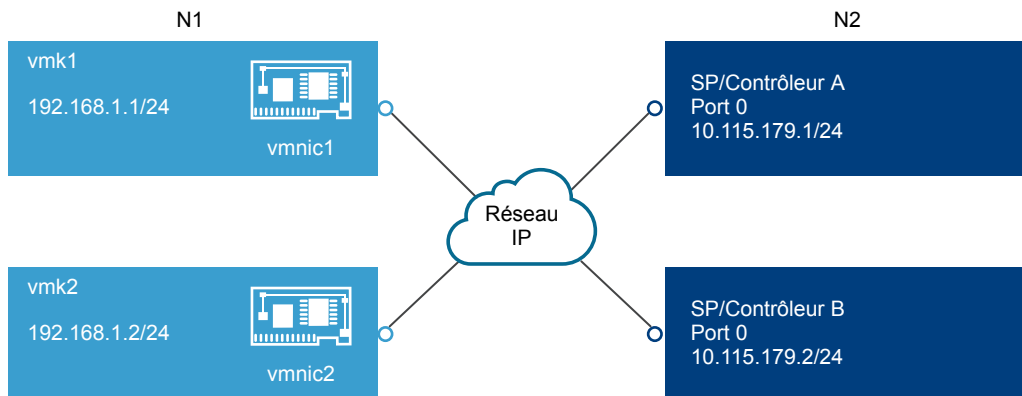 N1
N2
vmk1
192.168.1.1/24
vmnic1
SP/Contrôleur A
Port 0
10.115.179.1/24
Réseau
IP
vmk2
192.168.1.2/24
vmnic2
SP/Contrôleur B
Port 0
10.115.179.2/24